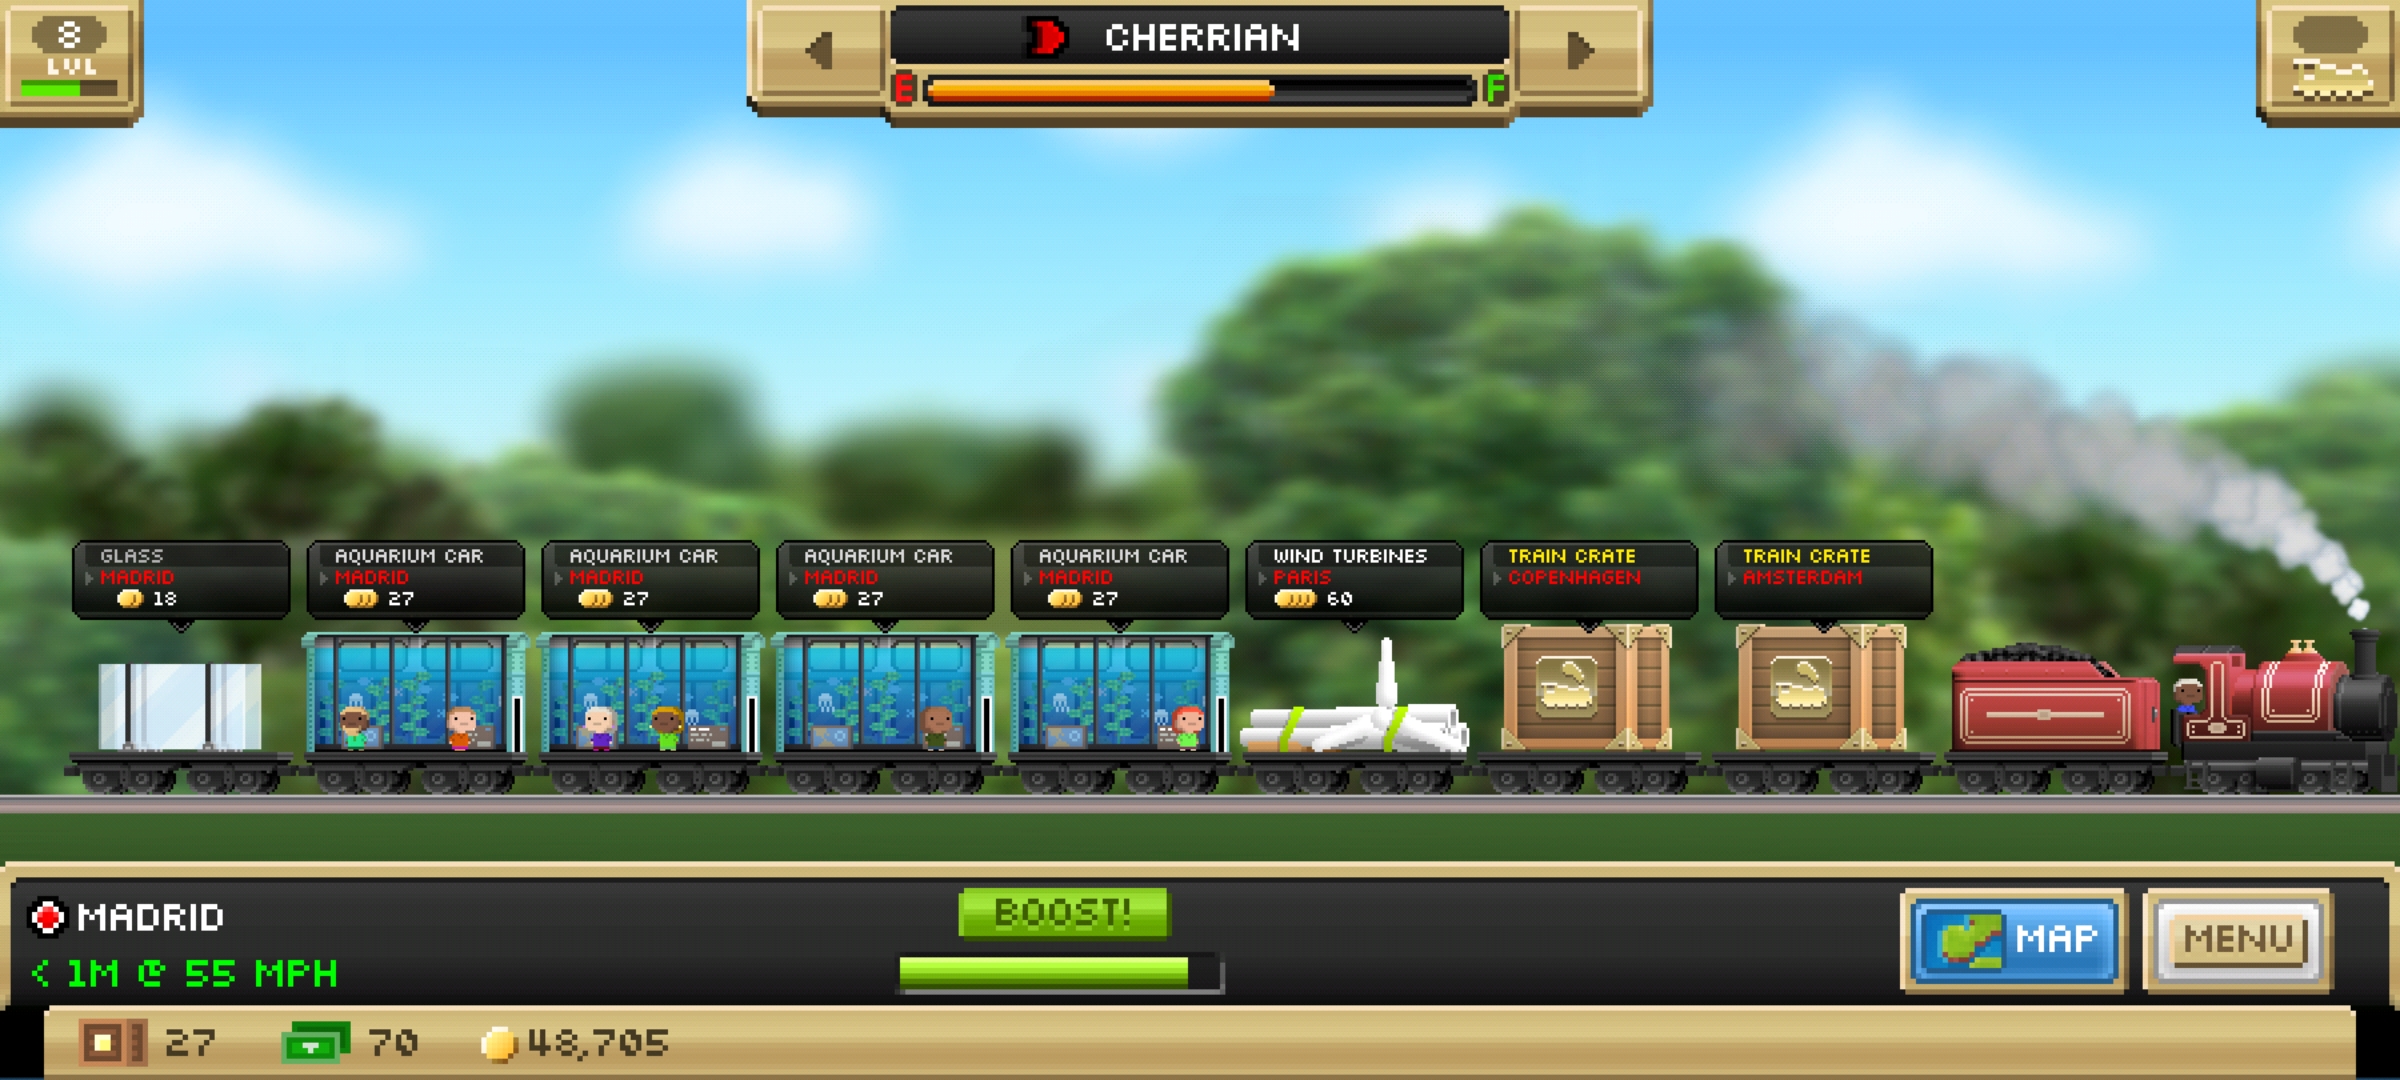 8
LVL
CHERRIAN
E F
GLASS
MADRID
18
AQUARIUM CAR
MADRID
27
AQUARIUM CAR
MADRID
27
AQUARIUM CAR
MADRID
27
AQUARIUM CAR
MADRID
27
WIND TURBINES
PARIS
60
TRAIN CRATE
COPENHAGEN
TRAIN CRATE
AMSTERDAM
MADRID
< 1M @ 55 MPH
BOOST!
MAP
MENU
27 70 48,705